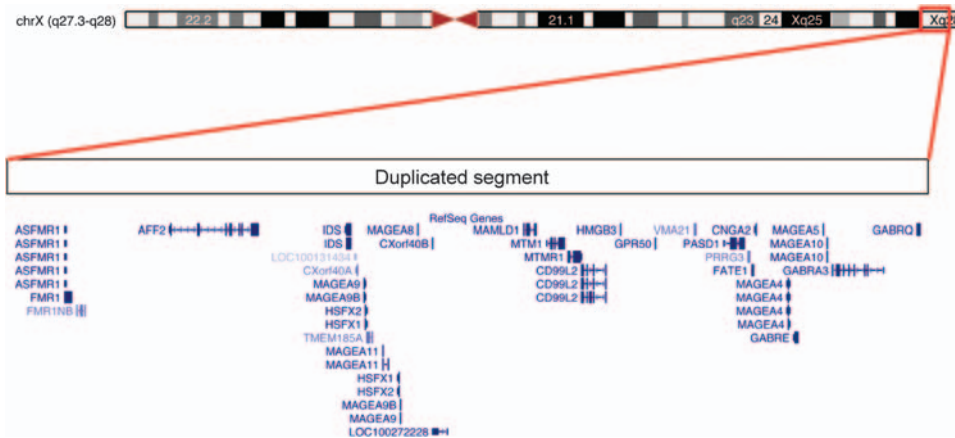 chrX (q27.3-q28) 22.2 21.1 q23 24 Xq25
Duplicated segment
RefSeq Genes
ASFMR1 AFF2 IDS MAGEA8 MAMLD1 HMGB3 VMA21 CNGA2 MAGEA5 GABRQ
ASFMR1 IDS CXorf40B MTM1 GPR50 PASD1 MAGEA10
ASFMR1 LOC100131434 MTMR1 PRRG3 MAGEA10
ASFMR1 CXorf40A CD99L2 FATE1 GABRA3
ASFMR1 MAGEA9 CD99L2 MAGEA4
FMR1 MAGEA9B CD99L2 MAGEA4
FMR1NB HSFX2 MAGEA4
HSFX1 MAGEA4
TMEM185A GABRE
MAGEA11
MAGEA11
HSFX1
HSFX2
MAGEA9B
MAGEA9
LOC100272228